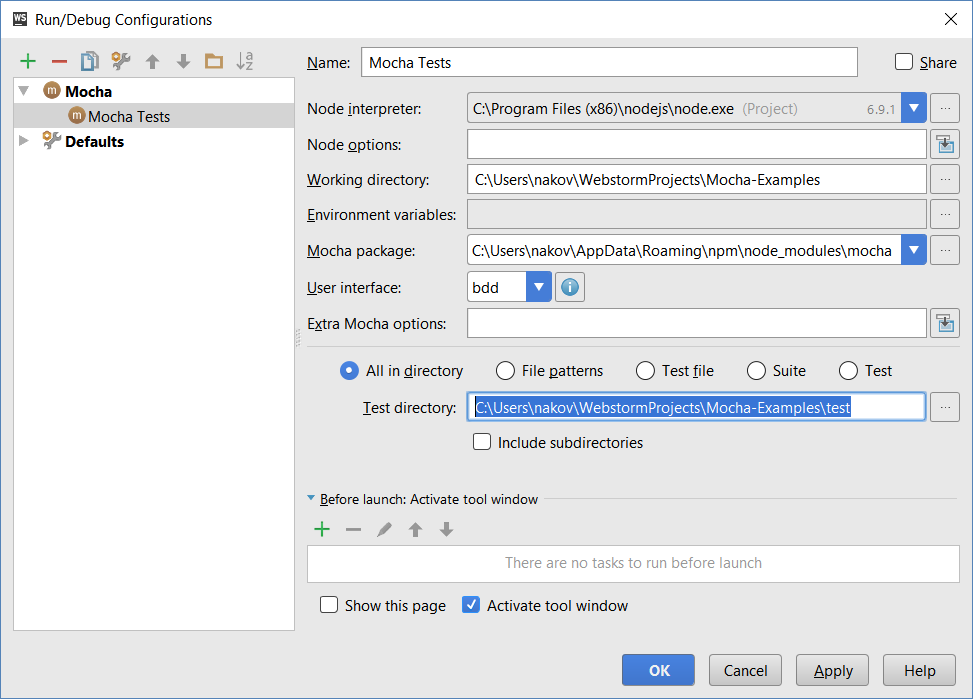 WS Run/Debug Configurations
a
z
Name: Mocha Tests Share
m Mocha
m Mocha Tests
Defaults
Node interpreter: C:\Program Files (x86)\nodejs\node.exe (Project) 6.9.1 ...
Node options:
Working directory: C:\Users\nakov\WebstormProjects\Mocha-Examples ...
Environment variables: ...
Mocha package: C:\Users\nakov\AppData\Roaming\npm\node_modules\mocha ...
User interface: bdd i
Extra Mocha options:
All in directory File patterns Test file Suite Test
Test directory: C:\Users\nakov\WebstormProjects\Mocha-Examples\test ...
Include subdirectories
Before launch: Activate tool window
There are no tasks to run before launch
Show this page Activate tool window
OK Cancel Apply Help